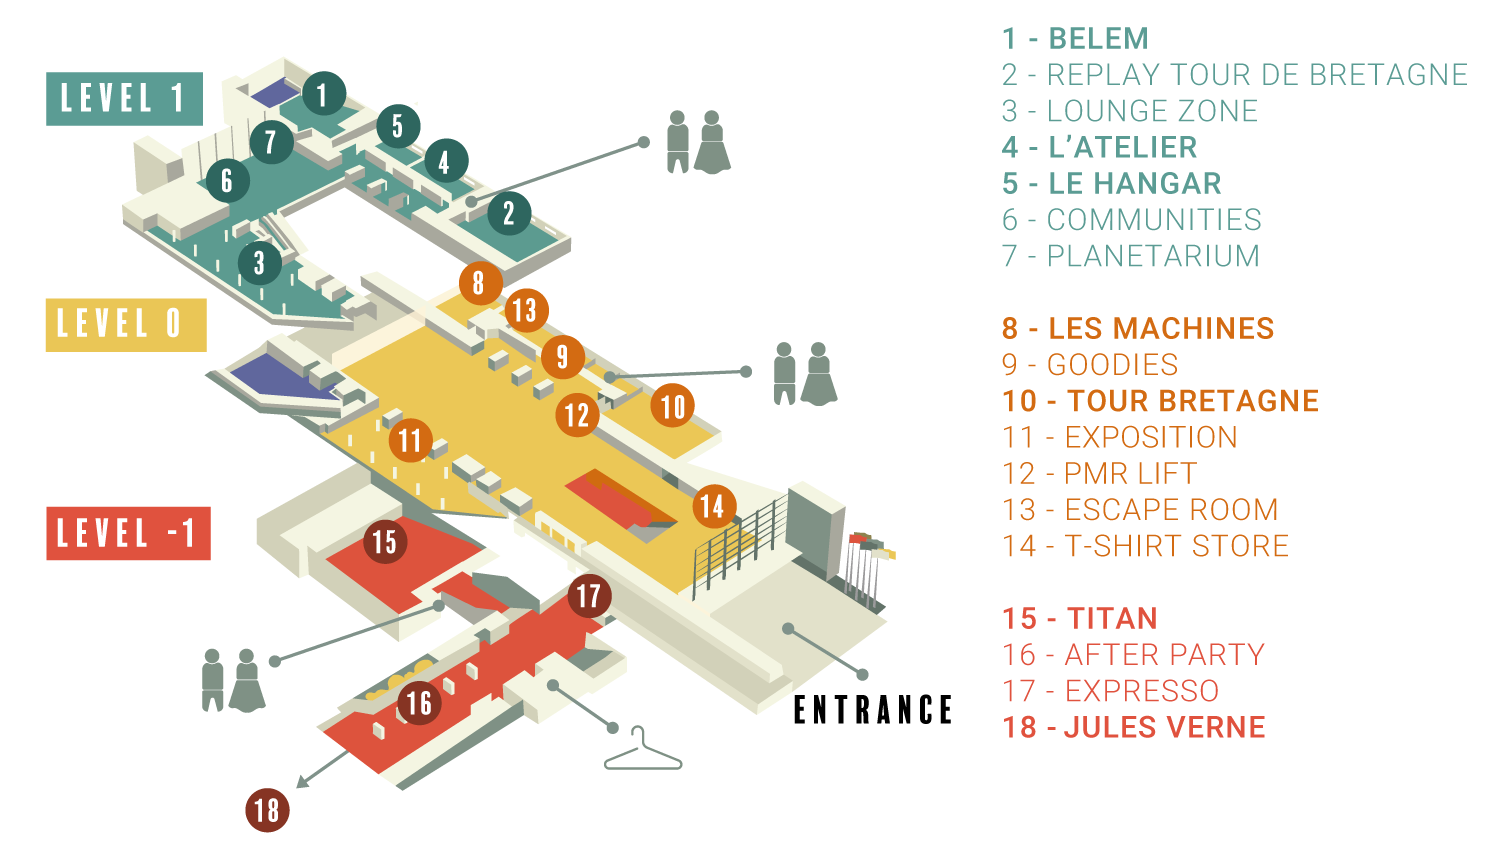 LEVEL 1
1
5
7
4
6
2
3
LEVEL 0
8
13
9
10
12
11
14
LEVEL -1
15
17
16
18
ENTRANCE
1 - BELEM
2 - REPLAY TOUR DE BRETAGNE
3 - LOUNGE ZONE
4 - L’ATELIER
5 - LE HANGAR
6 - COMMUNITIES
7 - PLANETARIUM
8 - LES MACHINES
9 - GOODIES
10 - TOUR BRETAGNE
11 - EXPOSITION
12 - PMR LIFT
13 - ESCAPE ROOM
14 - T-SHIRT STORE
15 - TITAN
16 - AFTER PARTY
17 - EXPRESSO
18 - JULES VERNE